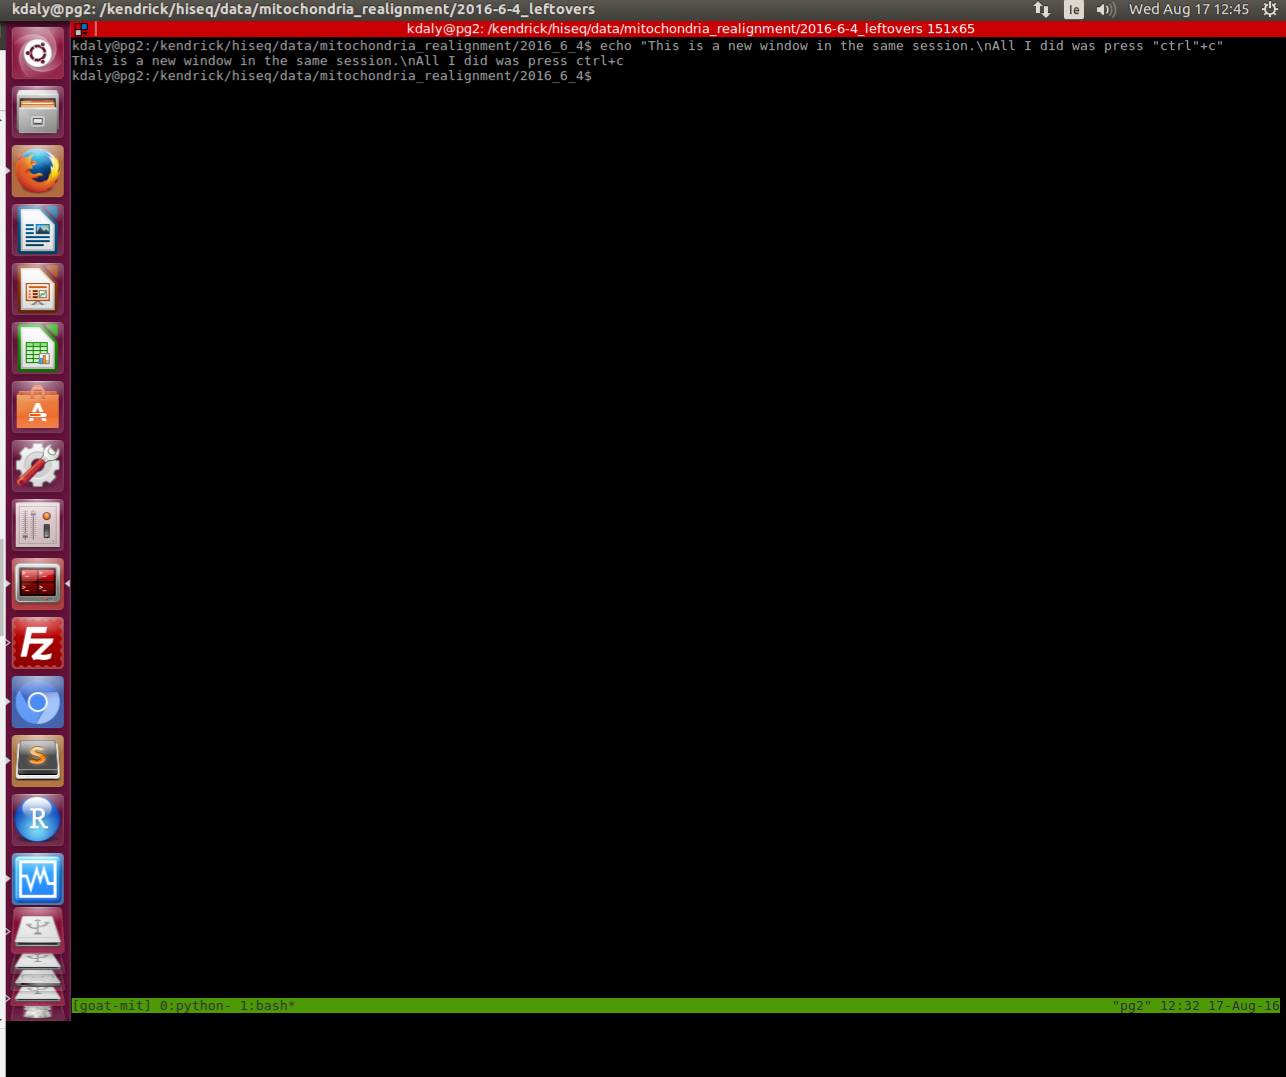 kdaly@pg2: /kendrick/hiseq/data/mitochondria_realignment/2016-6-4_leftovers
Ie
Wed Aug 17 12:45
kdaly@pg2: /kendrick/hiseq/data/mitochondria_realignment/2016-6-4_leftovers 151x65
kdaly@pg2:/kendrick/hiseq/data/mitochondria_realignment/2016_6_4$ echo "This is a new window in the same session.\nAll I did was press "ctrl"+c"
This is a new window in the same session.\nAll I did was press ctrl+c
kdaly@pg2:/kendrick/hiseq/data/mitochondria_realignment/2016_6_4$
A
Fz
S
R
[goat-mit] 0:python- 1:bash*
"pg2" 12:32 17-Aug-16